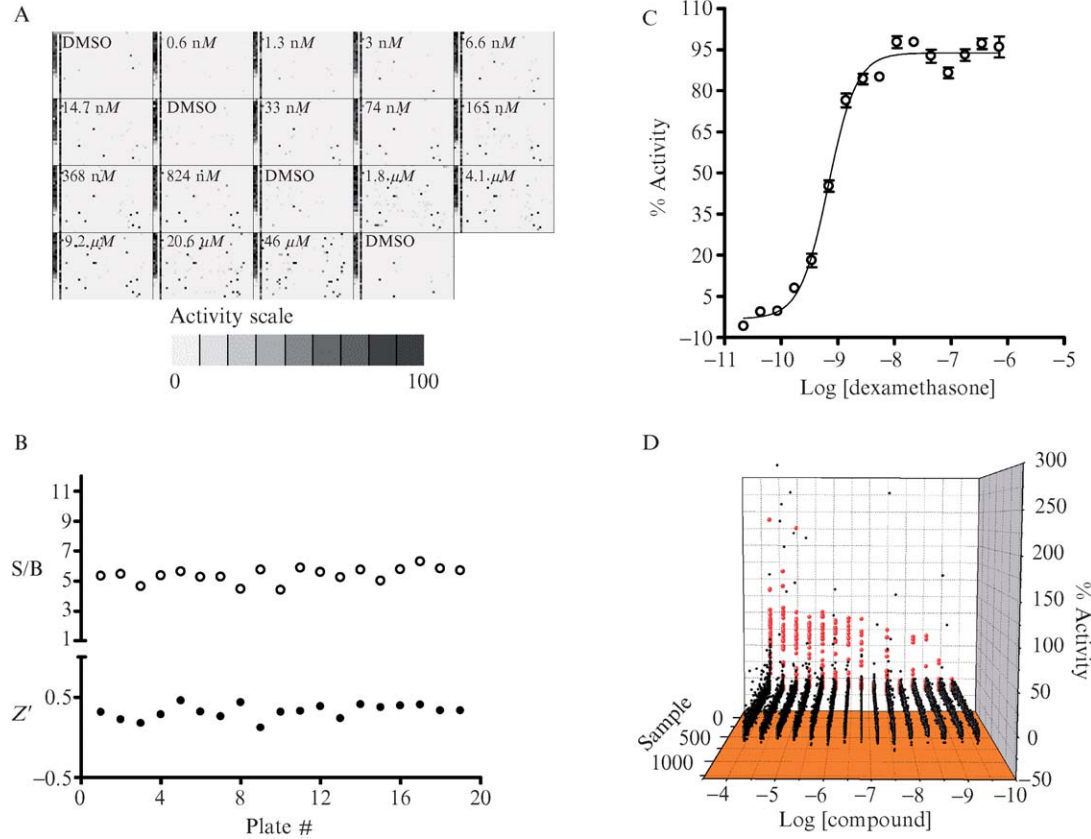 A
DMSO 0.6 nM 1.3 nM 3 nM 6.6 nM
14.7 nM DMSO 33 nM 74 nM 165 nM
368 nM 824 nM DMSO 1.8 μM 4.1 μM
9.2 μM 20.6 μM 46 μM DMSO
Activity scale
0 100
B
S/B
11
9
7
5
3
1
Z′
0.5
−0.5
0 4 8 12 16 20
Plate #
C
% Activity
110
95
80
65
50
35
20
5
−10
−11 −10 −9 −8 −7 −6 −5
Log [dexamethasone]
D
300
250
200
150
100
50
0
−50
% Activity
Sample
0
500
1000
−4 −5 −6 −7 −8 −9 −10
Log [compound]